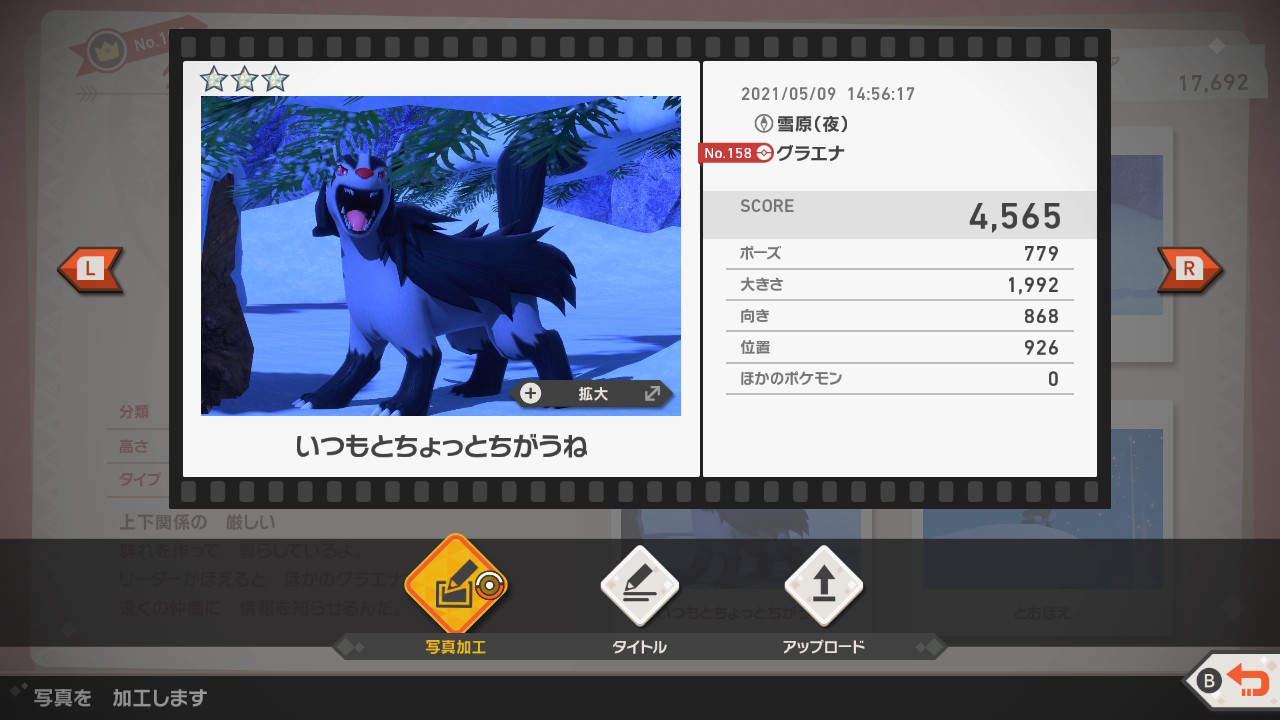 No.1
17,692
2021/05/09 14:56:17
雪原(夜)
No.158 グラエナ
SCORE 4,565
ポーズ 779
大きさ 1,992
向き 868
位置 926
ほかのポケモン 0
L
R
拡大
いつもとちょっとちがうね
分類
高さ
タイプ
上下関係の 厳しい
群れを作って 暮らしているよ。
リーダーがほえると ほかのグラエナ
くの仲間に 情報を知らせるんだ。
いつもとちょっとちが
とおぼえ
写真加工
タイトル
アップロード
写真を 加工します
B